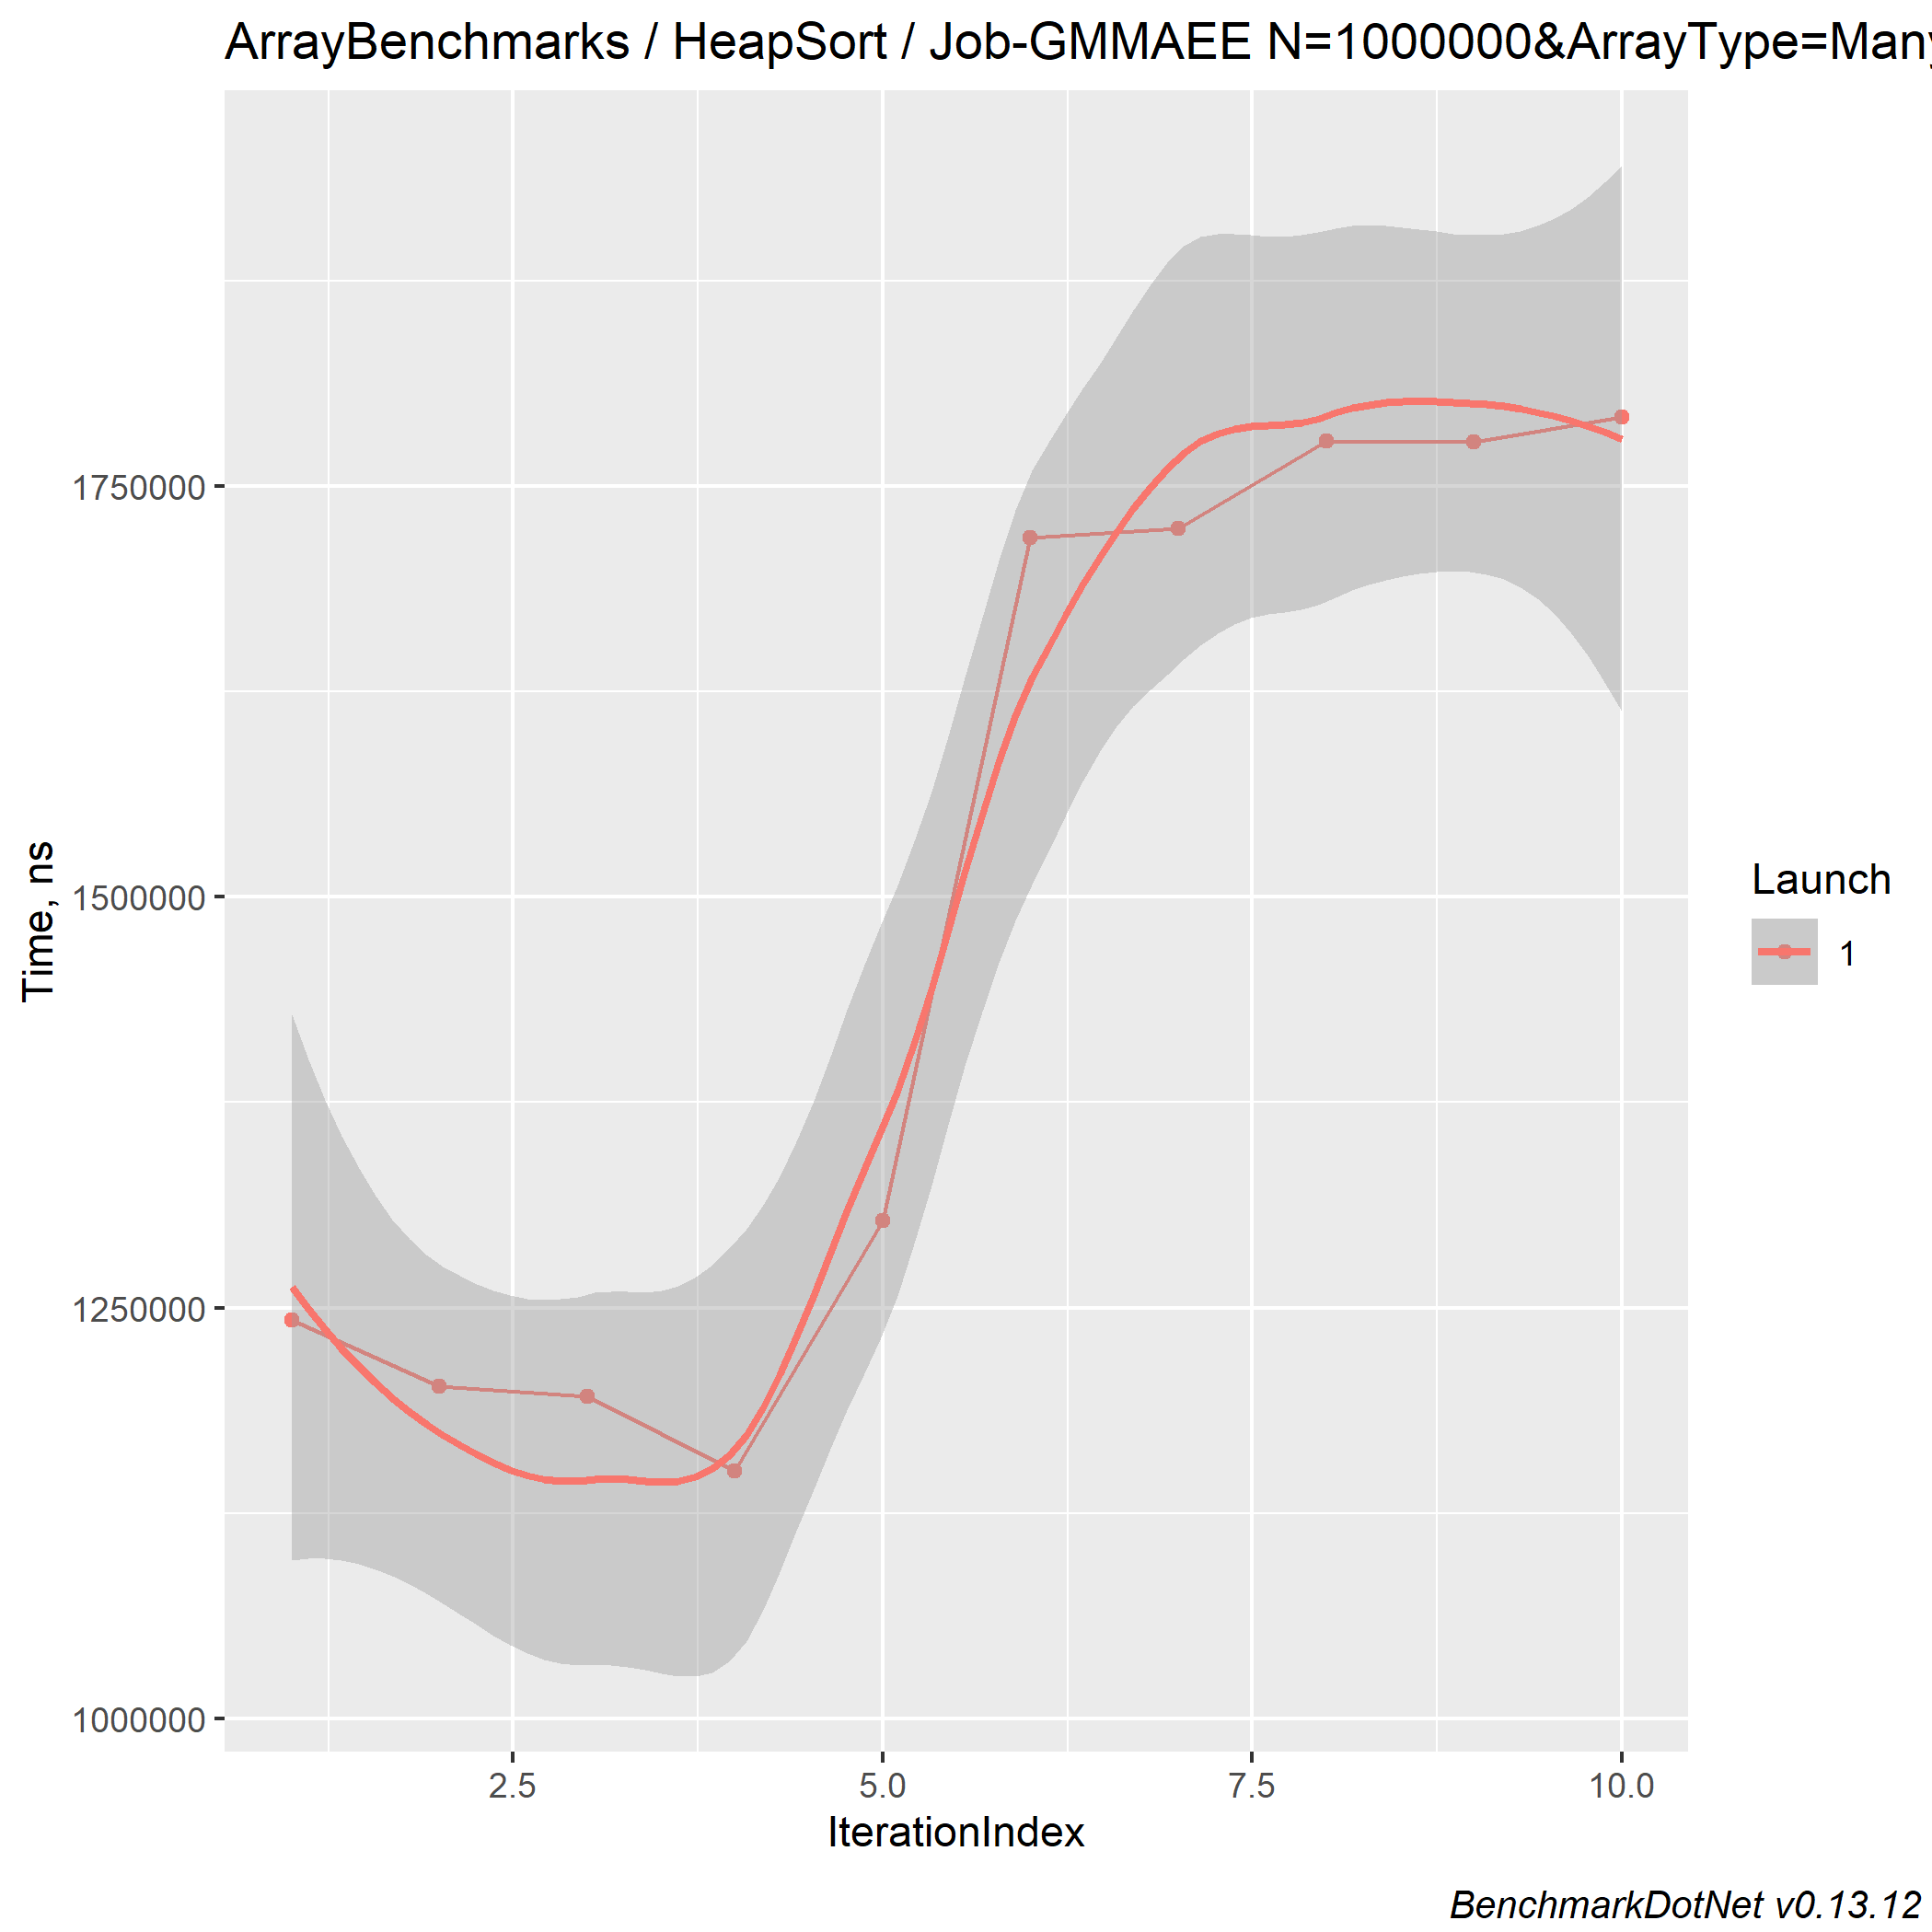 ArrayBenchmarks / HeapSort / Job-GMMAEE N=1000000&ArrayType=Many
Time, ns
1750000
1500000
1250000
1000000
2.5 5.0 7.5 10.0
IterationIndex
Launch
1
BenchmarkDotNet v0.13.12